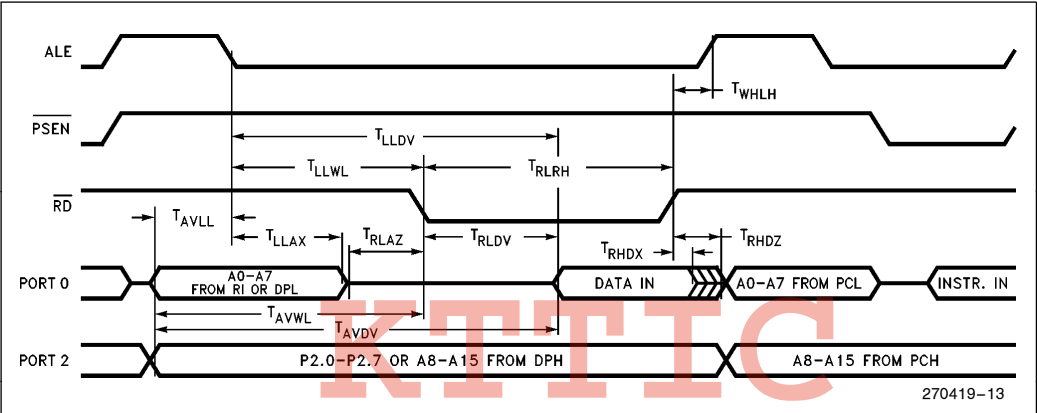 ALE
TWHLH
PSEN
TLLDV
TLLWL
TRLRH
RD
TAVLL
TLLAX
TRLAZ
TRLDV
TRHDX
TRHDZ
PORT 0
A0-A7
FROM RI OR DPL
DATA IN
A0-A7 FROM PCL
INSTR. IN
TAVWL
TAVDV
KTTIC
PORT 2
P2.0-P2.7 OR A8-A15 FROM DPH
A8-A15 FROM PCH
270419-13